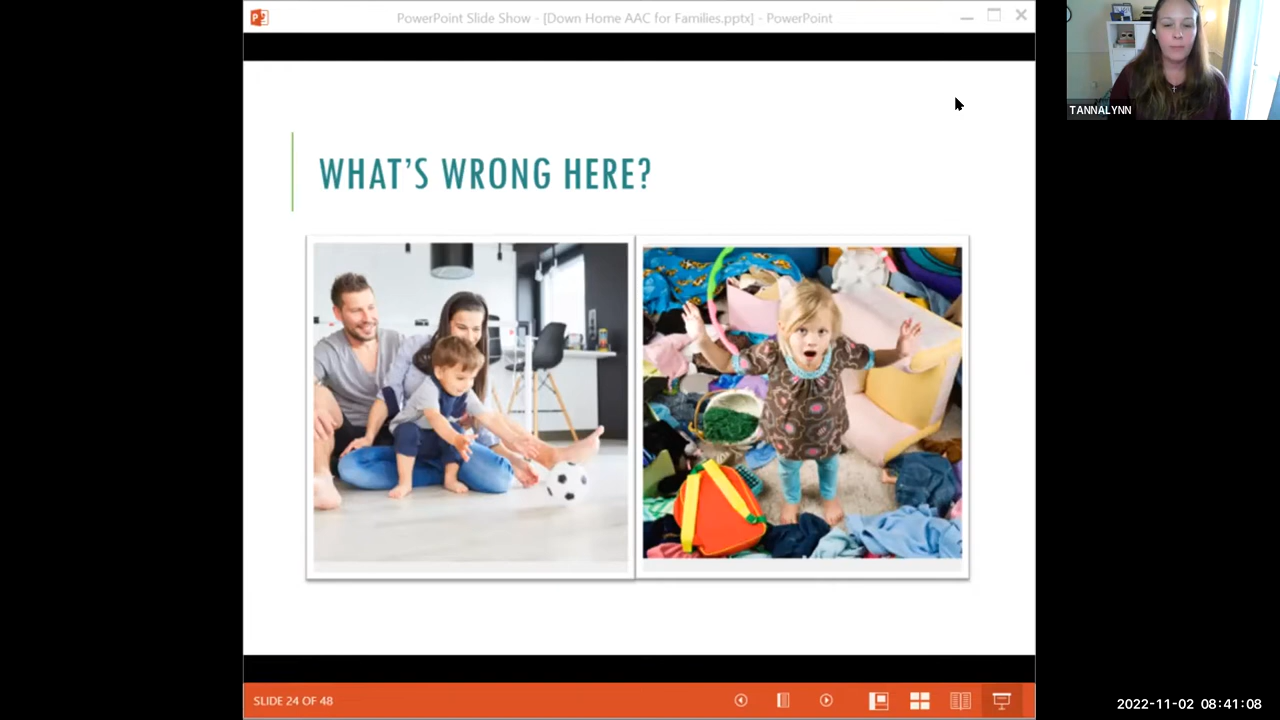 PowerPoint Slide Show - [Down Home AAC for Families.pptx] - PowerPoint
TANNALYNN
WHAT'S WRONG HERE?
SLIDE 24 OF 48
2022-11-02 08:41:08